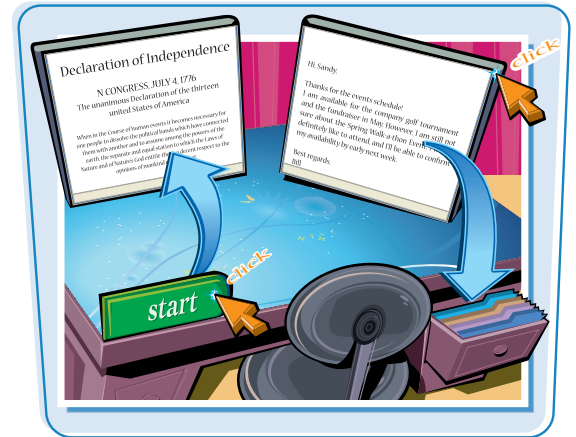 Declaration of Independence
N CONGRESS, JULY 4, 1776
The unanimous Declaration of the thirteen
united States of America
When in the Course of human events it becomes necessary for
one people to dissolve the political bands which have connected
them with another and to assume among the powers of the
earth, the separate and equal station to which the Laws of
Nature and of Natures God entitle the decent respect to the
opinions of mankind
Hi Sandy,
Thanks for the events schedule!
I am available for the company golf tournament
and the fundraiser in May. However, I am still not
sure about the Spring Walk-a-thon Event. I
definitely like to attend, and I'll be able to confirm
my availability by early next week.
Best regards,
Bill
click
click
start